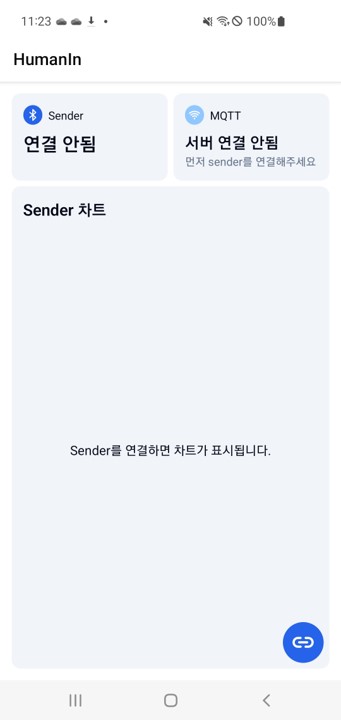 11:23 100%
HumanIn
Sender
연결 안됨
MQTT
서버 연결 안됨
먼저 sender를 연결해주세요
Sender 차트
Sender를 연결하면 차트가 표시됩니다.